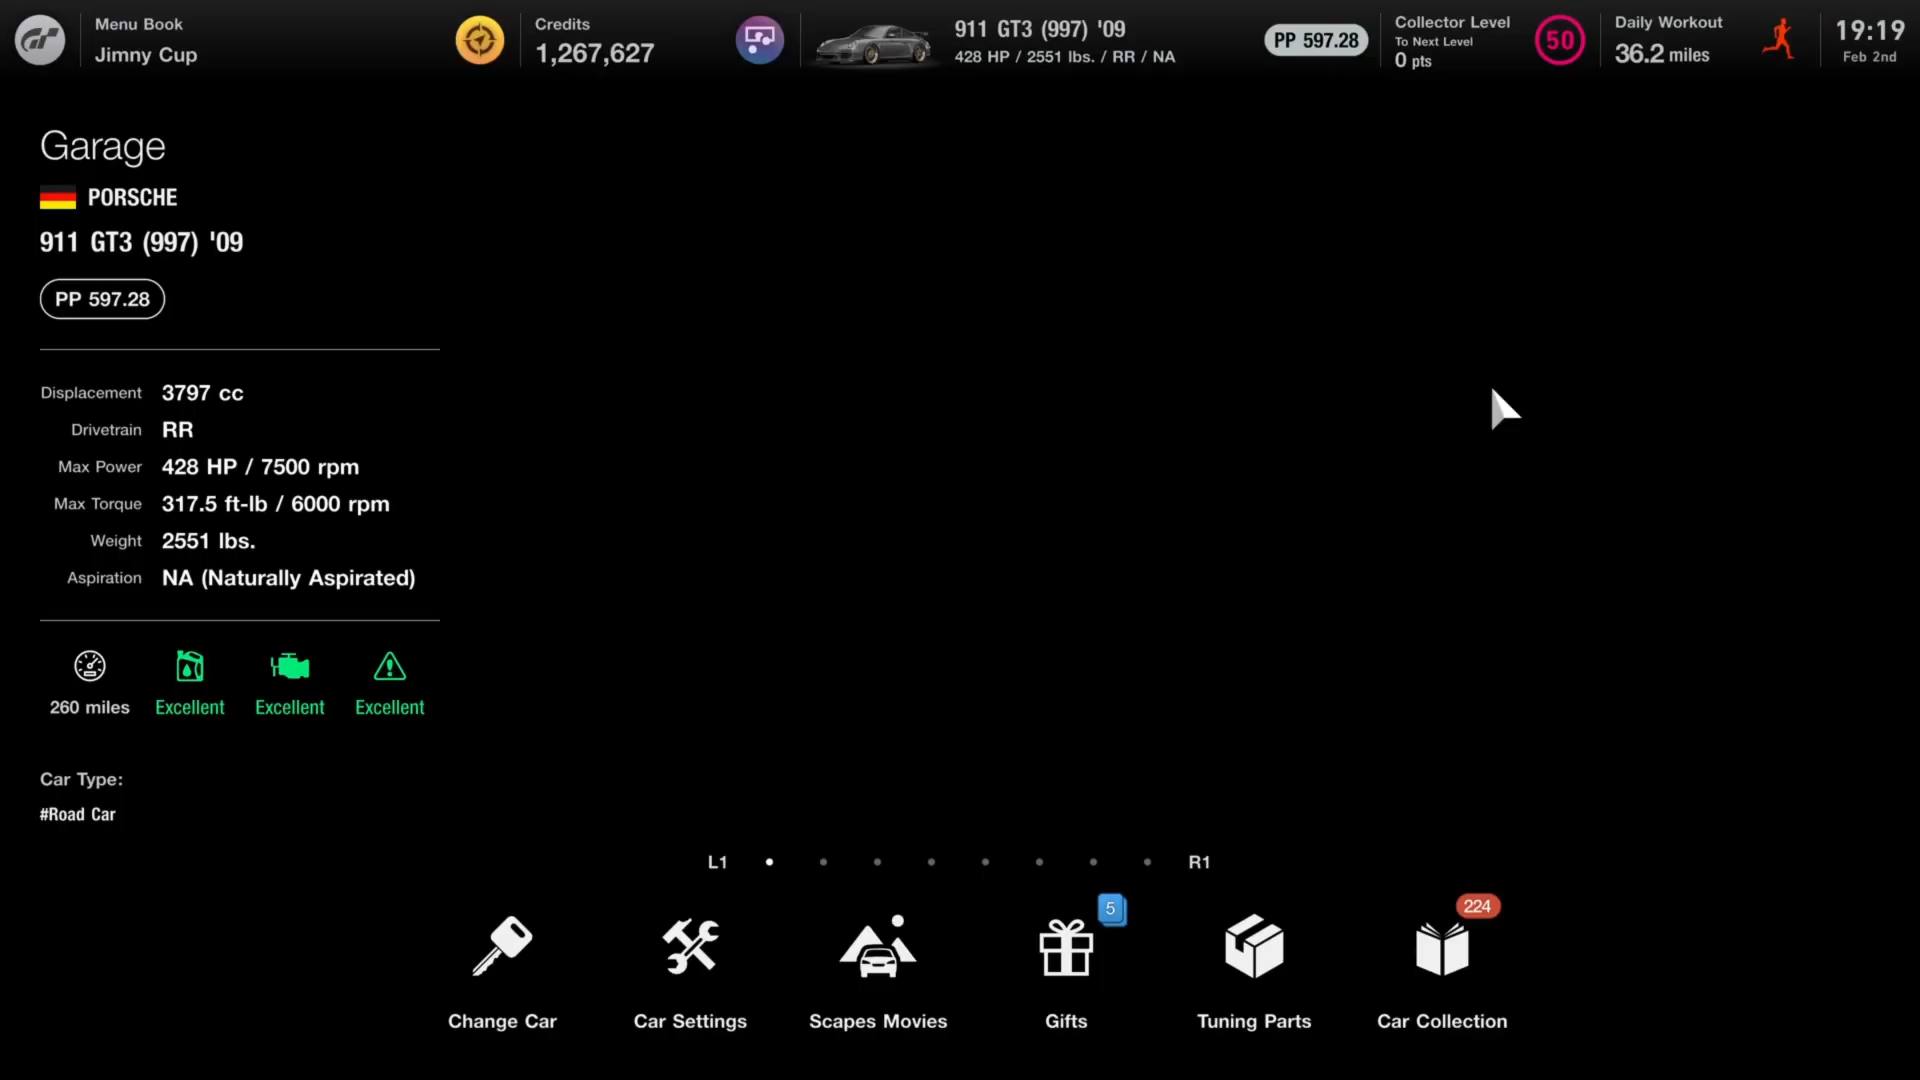 Menu Book
Jimny Cup
Credits
1,267,627
911 GT3 (997) '09
428 HP / 2551 lbs. / RR / NA
PP 597.28
Collector Level
To Next Level
0 pts
50
Daily Workout
36.2 miles
19:19
Feb 2nd
Garage
PORSCHE
911 GT3 (997) '09
PP 597.28
Displacement 3797 cc
Drivetrain RR
Max Power 428 HP / 7500 rpm
Max Torque 317.5 ft-lb / 6000 rpm
Weight 2551 lbs.
Aspiration NA (Naturally Aspirated)
260 miles Excellent Excellent Excellent
Car Type:
#Road Car
L1 R1
5
224
Change Car Car Settings Scapes Movies Gifts Tuning Parts Car Collection